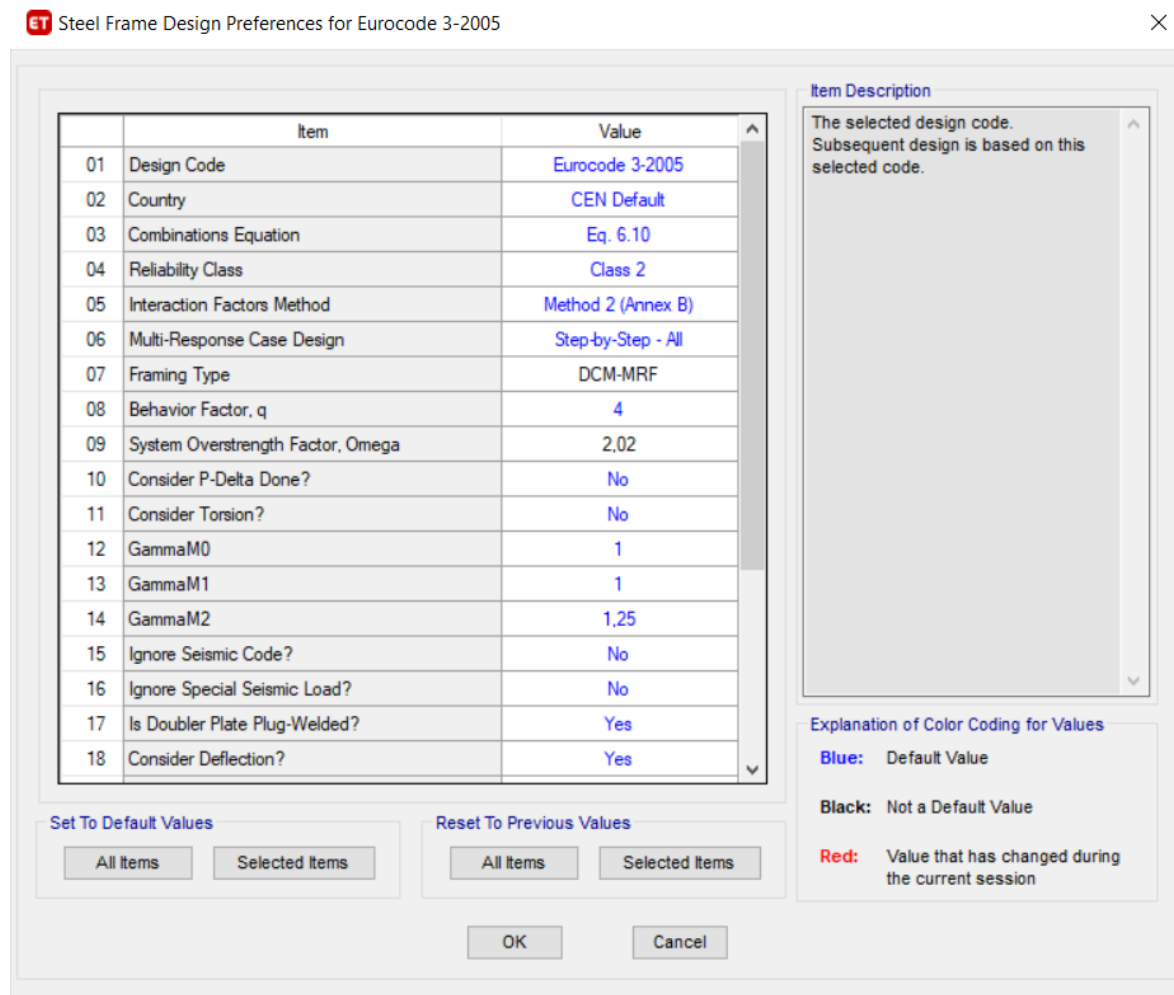 ET Steel Frame Design Preferences for Eurocode 3-2005
Item Value
01 Design Code Eurocode 3-2005
02 Country CEN Default
03 Combinations Equation Eq. 6.10
04 Reliability Class Class 2
05 Interaction Factors Method Method 2 (Annex B)
06 Multi-Response Case Design Step-by-Step - All
07 Framing Type DCM-MRF
08 Behavior Factor, q 4
09 System Overstrength Factor, Omega 2,02
10 Consider P-Delta Done? No
11 Consider Torsion? No
12 GammaM0 1
13 GammaM1 1
14 GammaM2 1,25
15 Ignore Seismic Code? No
16 Ignore Special Seismic Load? No
17 Is Doubler Plate Plug-Welded? Yes
18 Consider Deflection? Yes
Set To Default Values
All Items Selected Items
Reset To Previous Values
All Items Selected Items
Item Description
The selected design code.
Subsequent design is based on this
selected code.
Explanation of Color Coding for Values
Blue: Default Value
Black: Not a Default Value
Red: Value that has changed during
the current session
OK Cancel